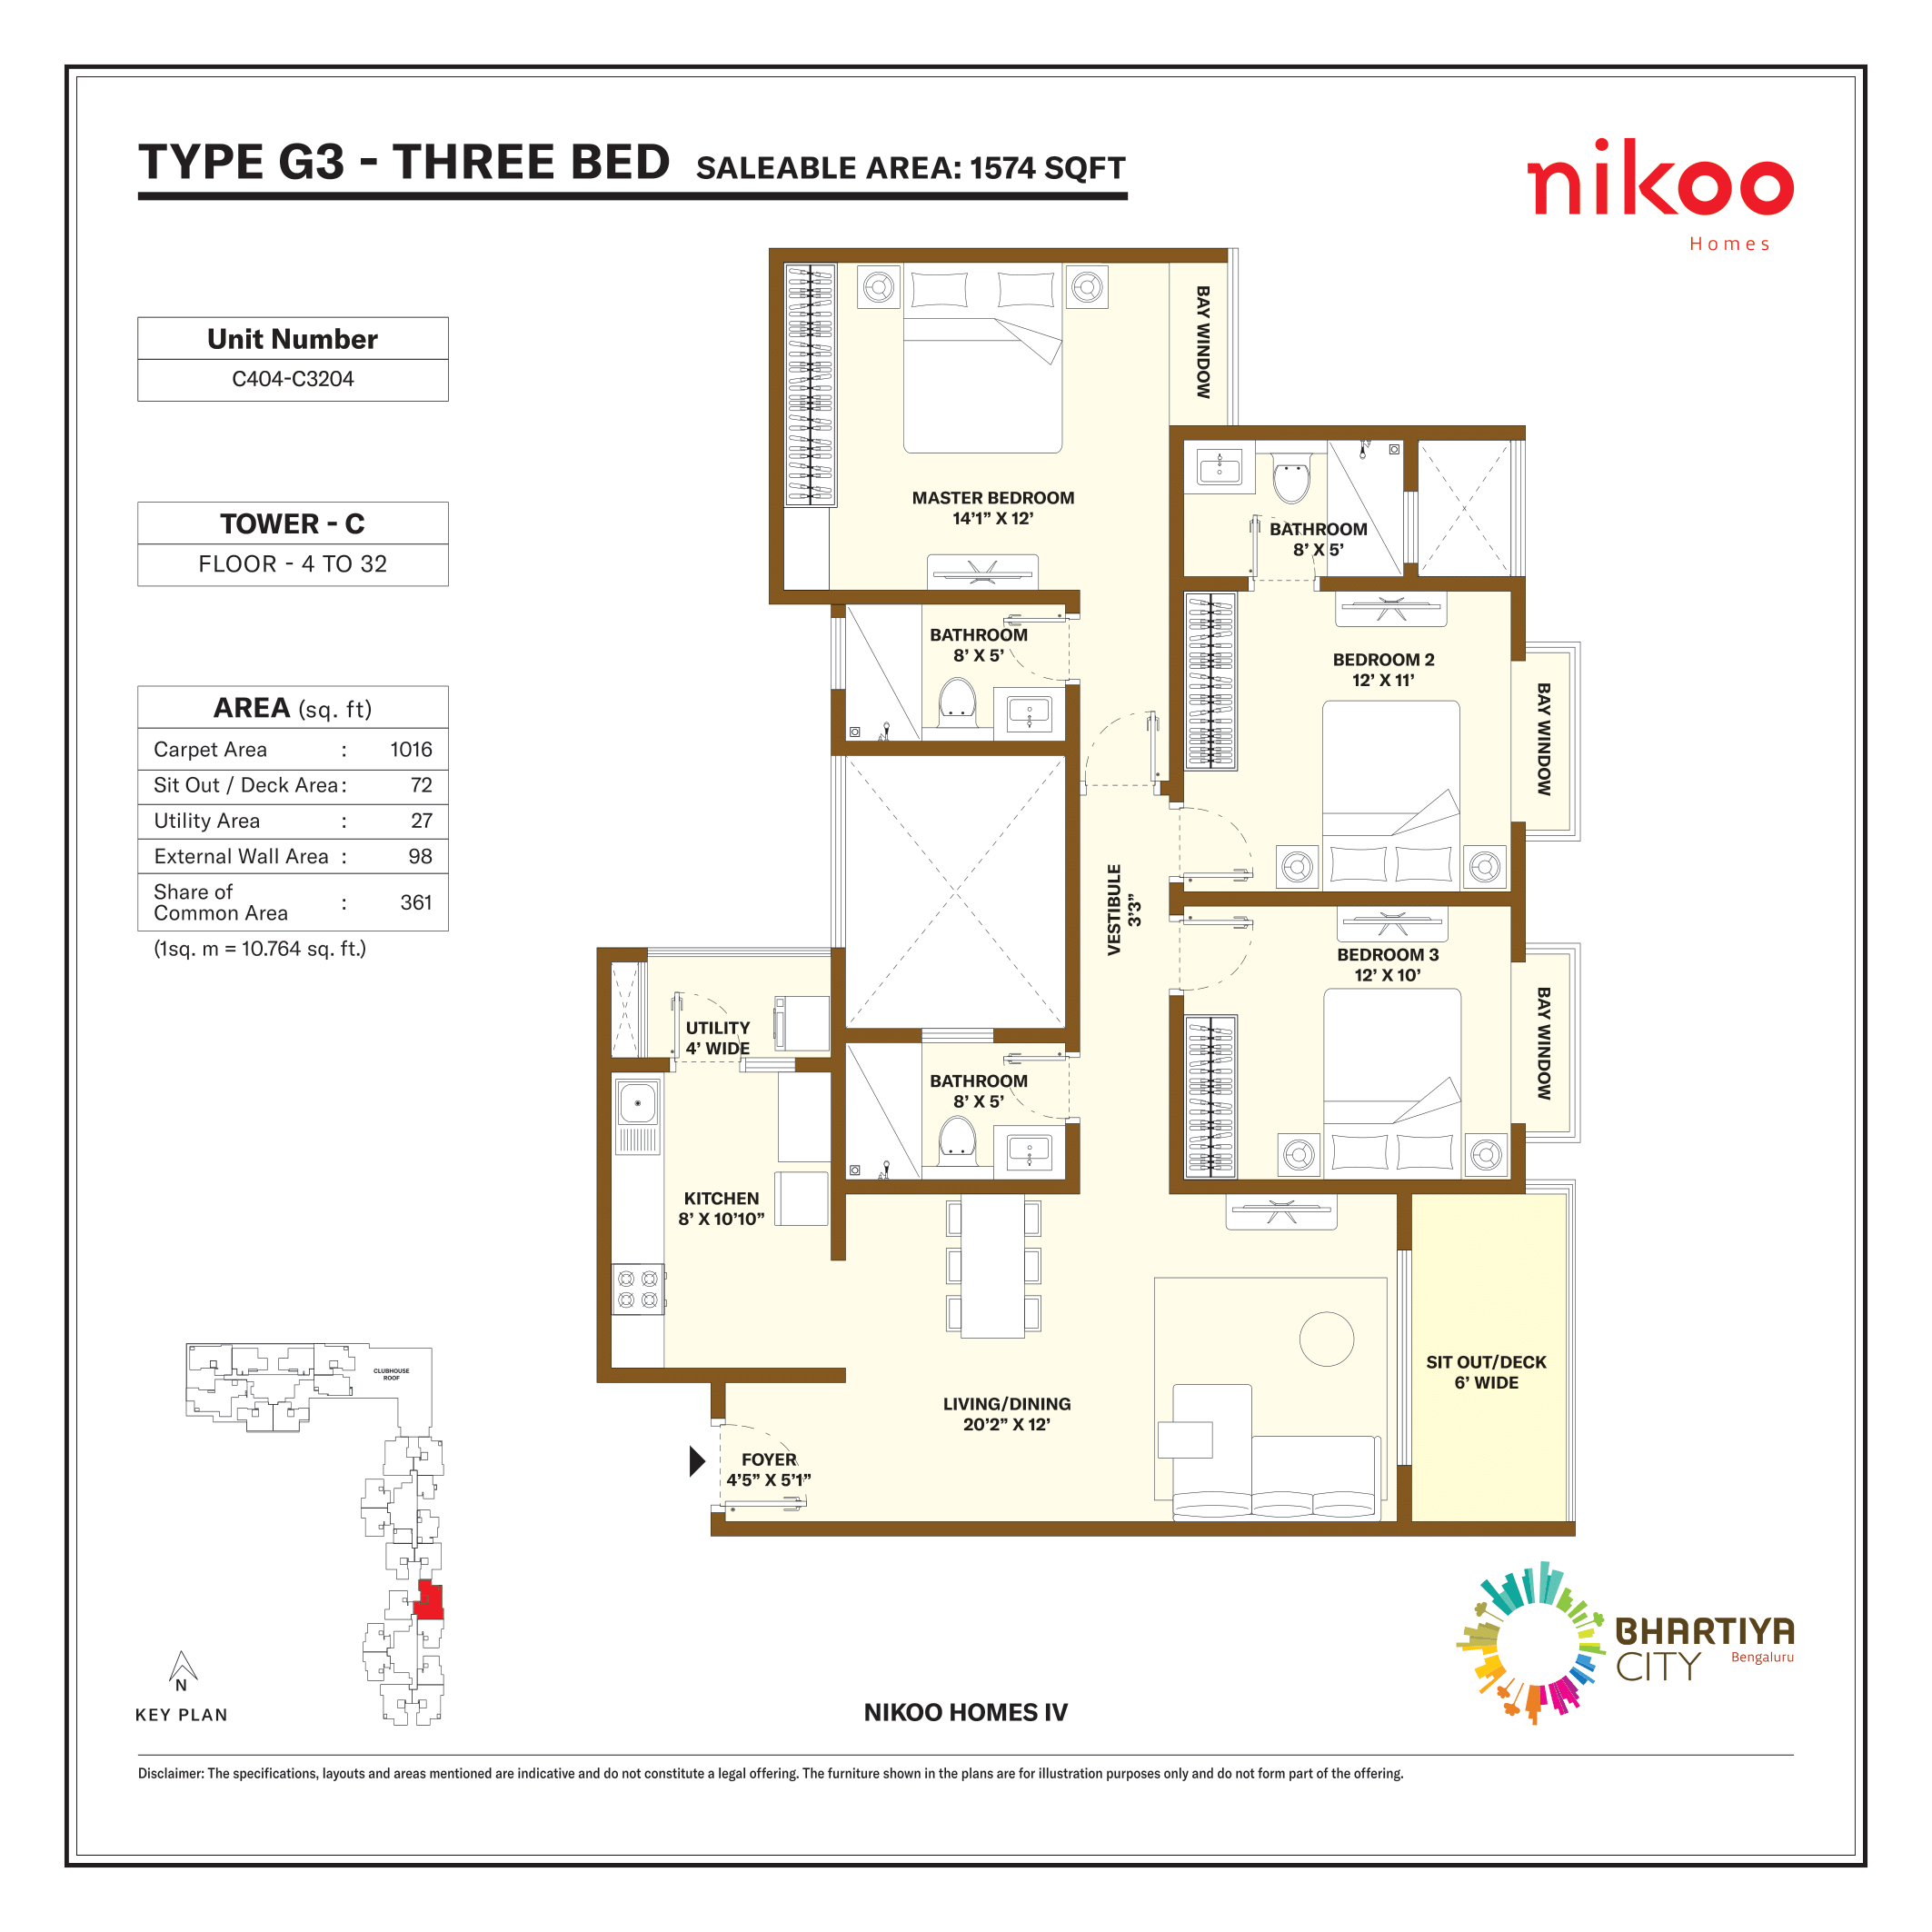 TYPE G3 - THREE BED SALEABLE AREA: 1574 SQFT
nikoo
Homes
Unit Number
C404-C3204
TOWER - C
FLOOR - 4 TO 32
AREA (sq. ft)
Carpet Area : 1016
Sit Out / Deck Area : 72
Utility Area : 27
External Wall Area : 98
Share of
Common Area : 361
(1sq. m = 10.764 sq. ft.)
BAY WINDOW
MASTER BEDROOM
14’1” X 12’
BATHROOM
8’ X 5’
BATHROOM
8’ X 5’
BEDROOM 2
12’ X 11’
BAY WINDOW
VESTIBULE
3’3”
BEDROOM 3
12’ X 10’
BAY WINDOW
UTILITY
4’ WIDE
BATHROOM
8’ X 5’
KITCHEN
8’ X 10’10”
SIT OUT/DECK
6’ WIDE
LIVING/DINING
20’2” X 12’
FOYER
4’5” X 5’1”
CLUBHOUSE
ROOF
N
KEY PLAN
NIKOO HOMES IV
BHARTIYA
CITY Bengaluru
Disclaimer: The specifications, layouts and areas mentioned are indicative and do not constitute a legal offering. The furniture shown in the plans are for illustration purposes only and do not form part of the offering.